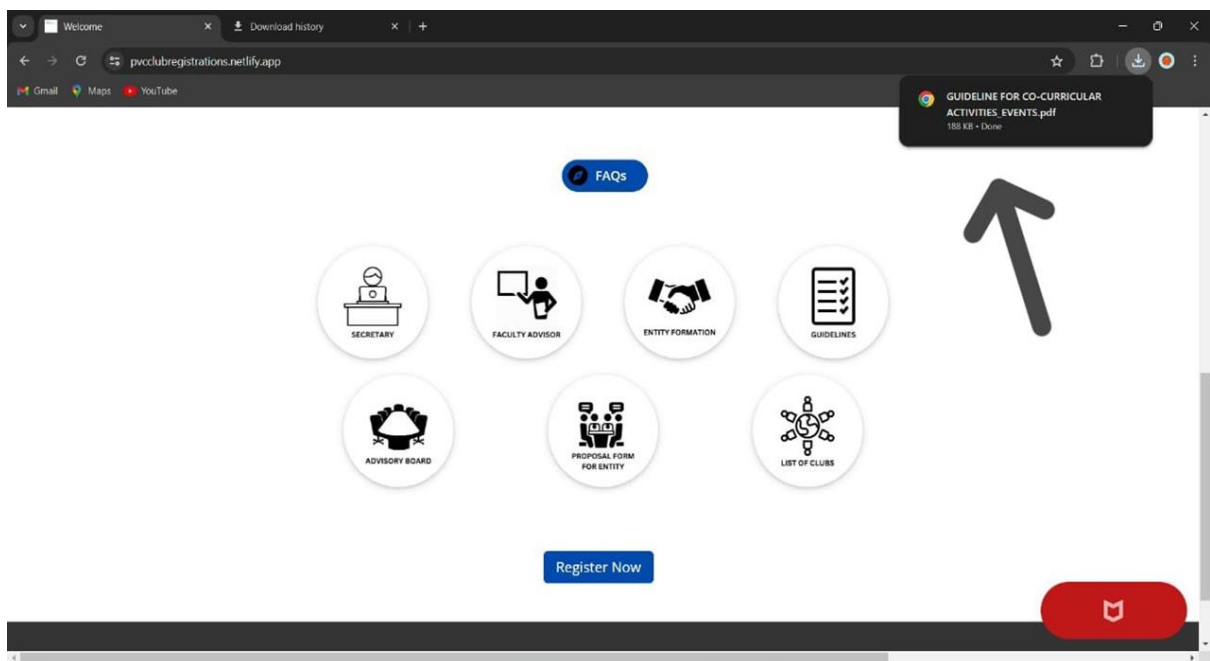 Welcome
Download history
pvcclubregistrations.netlify.app
Gmail
Maps
YouTube
GUIDELINE FOR CO-CURRICULAR
ACTIVITIES_EVENTS.pdf
188 KB • Done
FAQs
SECRETARY
FACULTY ADVISOR
ENTITY FORMATION
GUIDELINES
ADVISORY BOARD
PROPOSAL FORM
FOR ENTITY
LIST OF CLUBS
Register Now